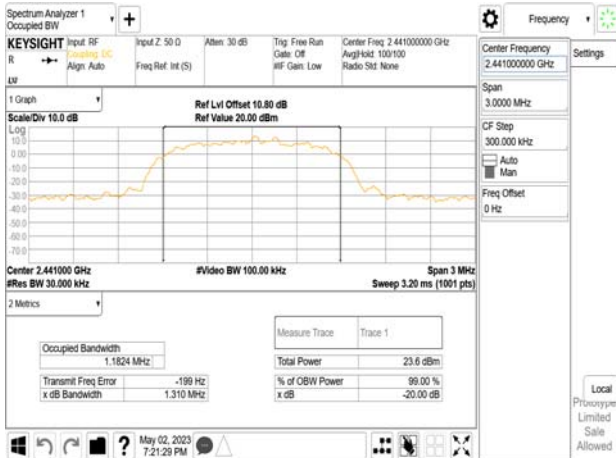 Spectrum Analyzer 1
Occupied BW
+
Frequency
KEYSIGHT
R
LXI
Input: RF
Coupling: DC
Align: Auto
Input Z: 50 Ω
Freq Ref: Int (S)
Atten: 30 dB
Trig: Free Run
Gate: Off
#IF Gain: Low
Center Freq: 2.441000000 GHz
Avg|Hold: 100/100
Radio Std: None
Center Frequency
2.441000000 GHz
Settings
Span
3.0000 MHz
CF Step
300.000 kHz
Auto
Man
Freq Offset
0 Hz
1 Graph
Scale/Div 10.0 dB
Ref Lvl Offset 10.80 dB
Ref Value 20.00 dBm
Log
10.0
0.00
-10.0
-20.0
-30.0
-40.0
-50.0
-60.0
-70.0
Center 2.441000 GHz
#Video BW 100.00 kHz
Span 3 MHz
#Res BW 30.000 kHz
Sweep 3.20 ms (1001 pts)
2 Metrics
Measure Trace
Trace 1
Occupied Bandwidth
1.1824 MHz
Total Power
23.6 dBm
Transmit Freq Error
-199 Hz
% of OBW Power
99.00 %
x dB Bandwidth
1.310 MHz
x dB
-20.00 dB
Local
Prototype
Limited
Sale
Allowed
?
May 02, 2023
7:21:29 PM